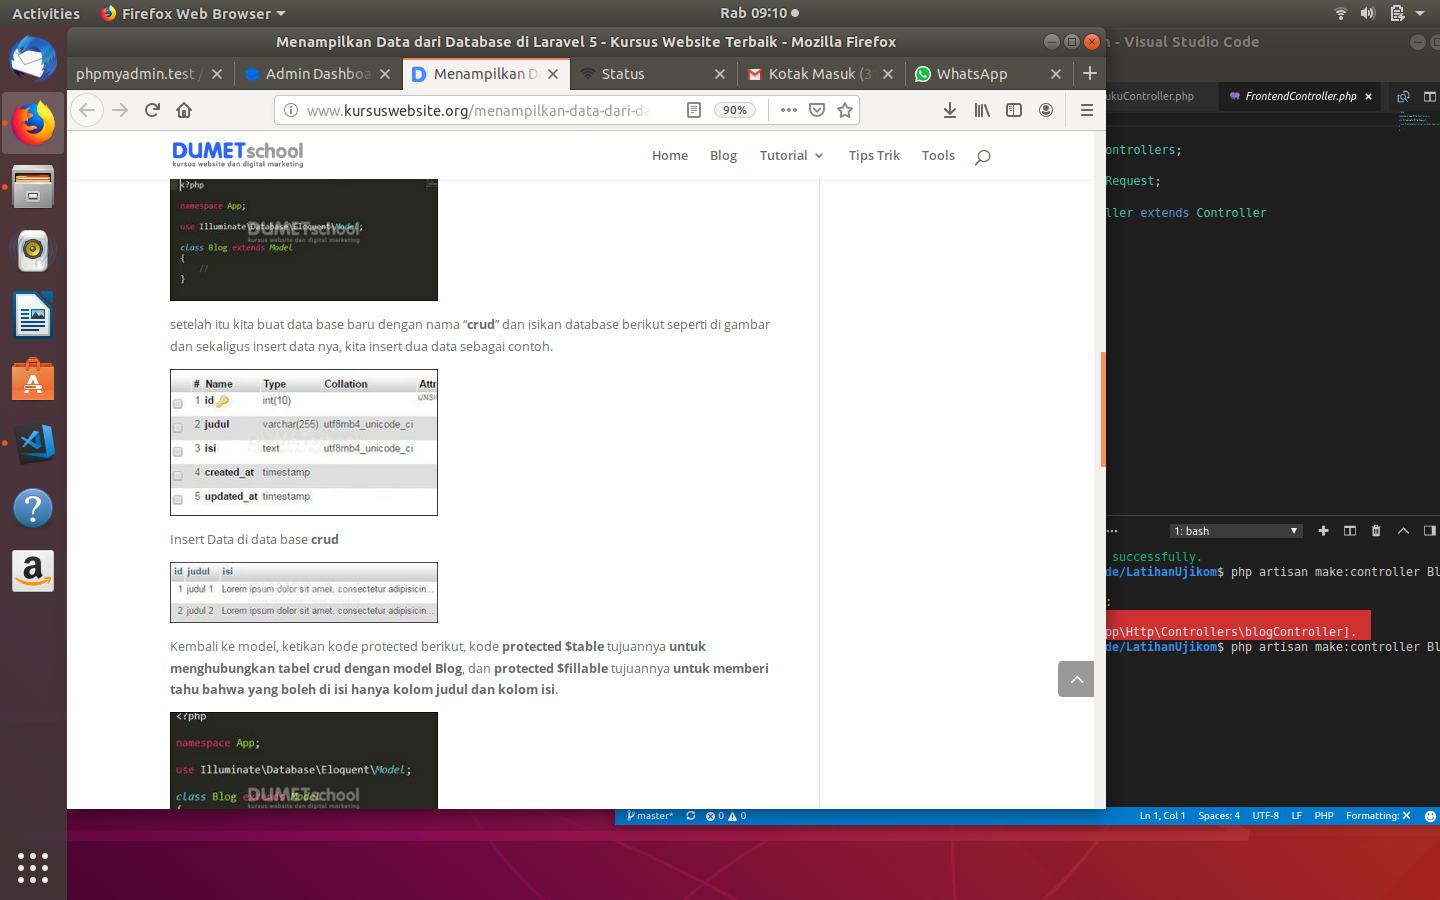 Activities
Firefox Web Browser
Rab 09:10
Menampilkan Data dari Database di Laravel 5 - Kursus Website Terbaik - Mozilla Firefox
- Visual Studio Code
phpmyadmin.test /
Admin Dashboa
Menampilkan D
Status
Kotak Masuk (3
WhatsApp
www.kursuswebsite.org/menampilkan-data-dari-da
90%
ukuController.php
FrontendController.php
DUMETschool
kursus website dan digital marketing
Home
Blog
Tutorial
Tips Trik
Tools
ontrollers;
Request;
ller extends Controller
<?php
namespace App;
use Illuminate\Database\Eloquent\Model;
class Blog extends Model
{
//
}
DUMETschool
kursus website dan digital marketing
setelah itu kita buat data base baru dengan nama “crud” dan isikan database berikut seperti di gambar
dan sekaligus insert data nya, kita insert dua data sebagai contoh.
# Name Type Collation Attr
1 id int(10) UNSI
2 judul varchar(255) utf8mb4_unicode_ci
3 isi text utf8mb4_unicode_ci
4 created_at timestamp
5 updated_at timestamp
Insert Data di data base crud
id judul isi
1 judul 1 Lorem ipsum dolor sit amet, consectetur adipisicin...
2 judul 2 Lorem ipsum dolor sit amet, consectetur adipisicin...
Kembali ke model, ketikan kode protected berikut, kode protected $table tujuannya untuk
menghubungkan tabel crud dengan model Blog, dan protected $fillable tujuannya untuk memberi
tahu bahwa yang boleh di isi hanya kolom judul dan kolom isi.
<?php
namespace App;
use Illuminate\Database\Eloquent\Model;
class Blog extends Model
{
DUMETschool
kursus website dan digital marketing
1: bash
successfully.
de/LatihanUjikom$ php artisan make:controller Bl
:
pp\Http\Controllers\blogController].
de/LatihanUjikom$ php artisan make:controller Bl
master*
0
0
Ln 1, Col 1
Spaces: 4
UTF-8
LF
PHP
Formatting: ✕